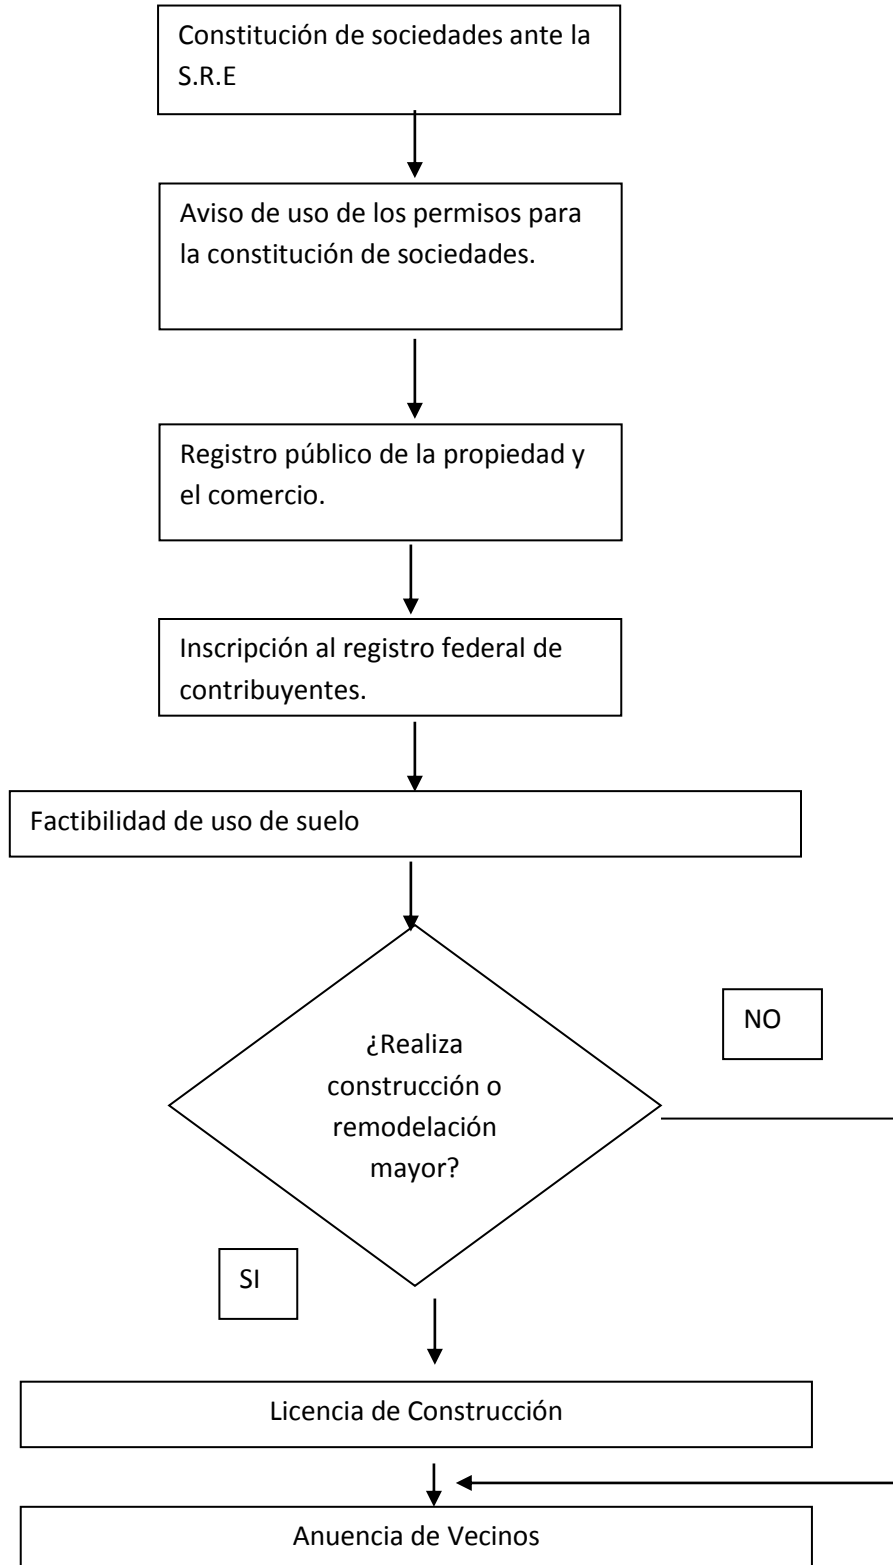 Constitución de sociedades ante la
S.R.E
Aviso de uso de los permisos para
la constitución de sociedades.
Registro público de la propiedad y
el comercio.
Inscripción al registro federal de
contribuyentes.
Factibilidad de uso de suelo
¿Realiza
construcción o
remodelación
mayor?
NO
SI
Licencia de Construcción
Anuencia de Vecinos